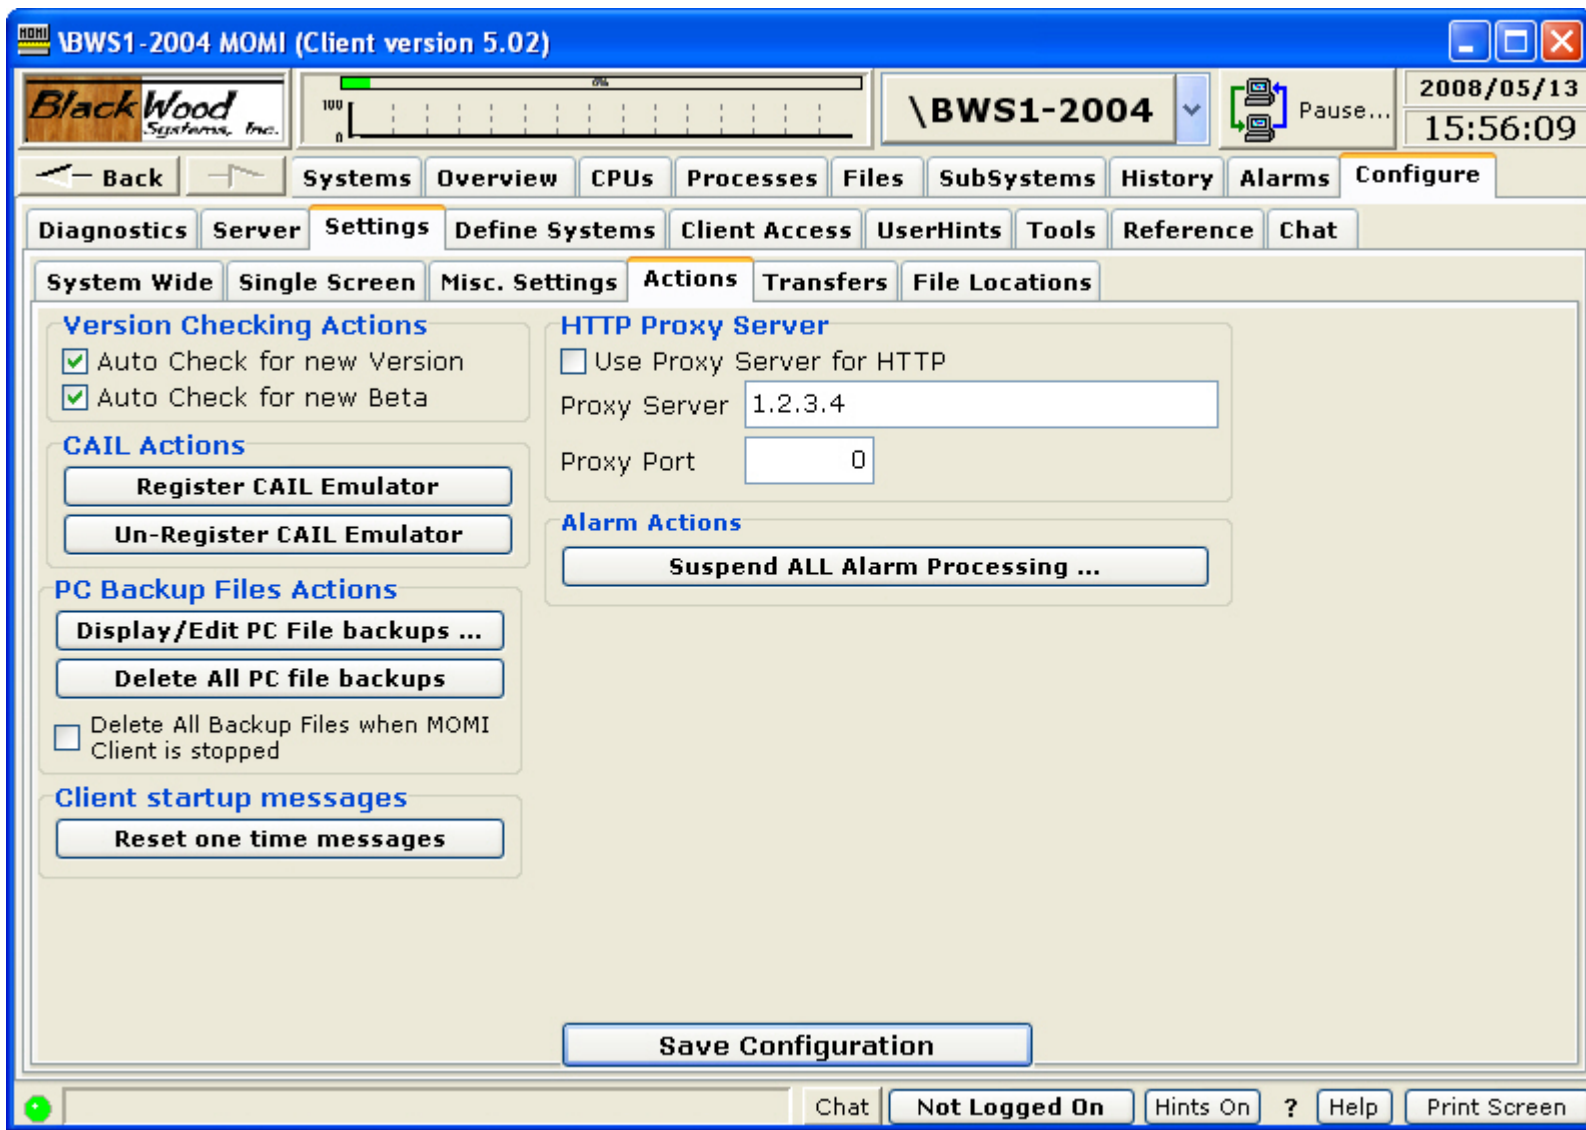 MOMI \BWS1-2004 MOMI (Client version 5.02)
BlackWood Systems, Inc.
0%
100
0
\BWS1-2004
Pause...
2008/05/13
15:56:09
Back Systems Overview CPUs Processes Files SubSystems History Alarms Configure
Diagnostics Server Settings Define Systems Client Access UserHints Tools Reference Chat
System Wide Single Screen Misc. Settings Actions Transfers File Locations
Version Checking Actions
Auto Check for new Version
Auto Check for new Beta
CAIL Actions
Register CAIL Emulator
Un-Register CAIL Emulator
PC Backup Files Actions
Display/Edit PC File backups ...
Delete All PC file backups
Delete All Backup Files when MOMI
Client is stopped
Client startup messages
Reset one time messages
HTTP Proxy Server
Use Proxy Server for HTTP
Proxy Server 1.2.3.4
Proxy Port 0
Alarm Actions
Suspend ALL Alarm Processing ...
Save Configuration
Chat Not Logged On Hints On ? Help Print Screen